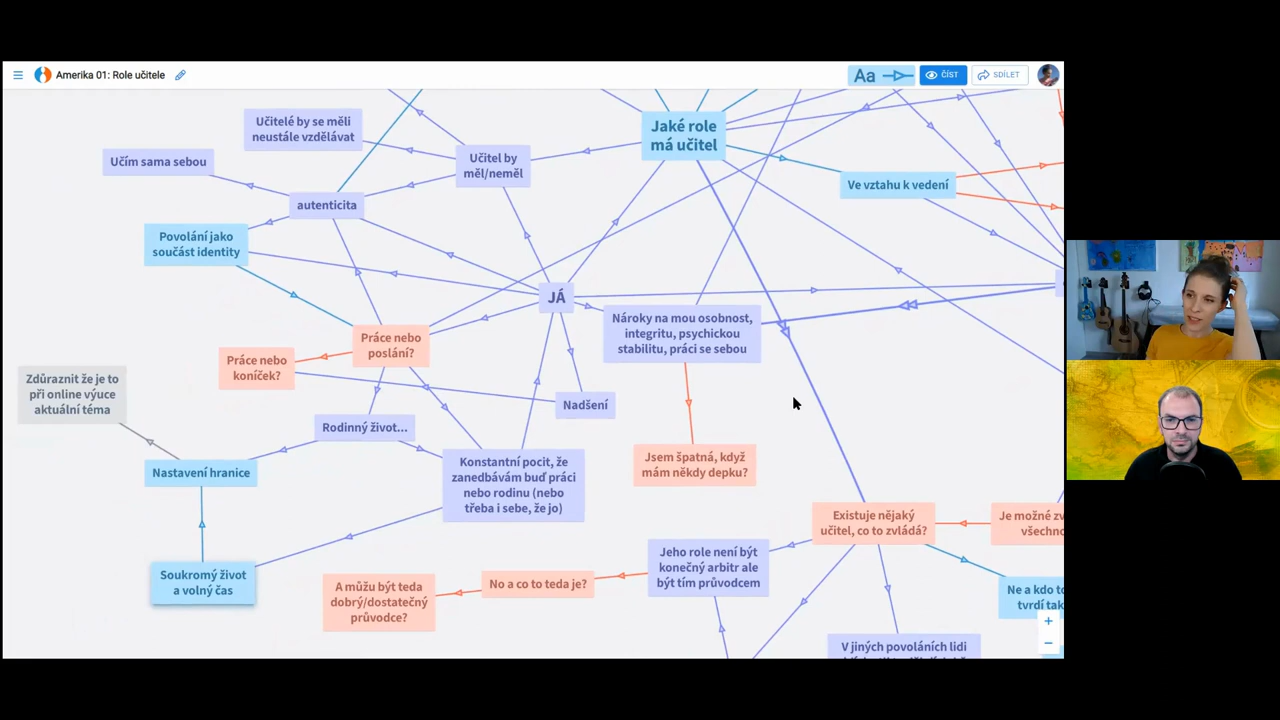 Amerika 01: Role učitele
Aa
ČÍST
SDÍLET
Učitelé by se měli
neustále vzdělávat
Jaké role
má učitel
Učím sama sebou
Učitel by
měl/neměl
Ve vztahu k vedení
autenticita
Povolání jako
součást identity
JÁ
Nároky na mou osobnost,
integritu, psychickou
stabilitu, práci se sebou
Práce nebo
poslání?
Práce nebo
koníček?
Zdůraznit že je to
při online výuce
aktuální téma
Nadšení
Rodinný život...
Nastavení hranice
Konstantní pocit, že
zanedbávám buď práci
nebo rodinu (nebo
třeba i sebe, že jo)
Jsem špatná, když
mám někdy depku?
Existuje nějaký
učitel, co to zvládá?
Je možné
všechno
Soukromý život
a volný čas
A můžu být teda
dobrý/dostatečný
průvodce?
No a co to teda je?
Jeho role není být
konečný arbitr ale
být tím průvodcem
Ne a kdo
tvrdí
V jiných povoláních lidi